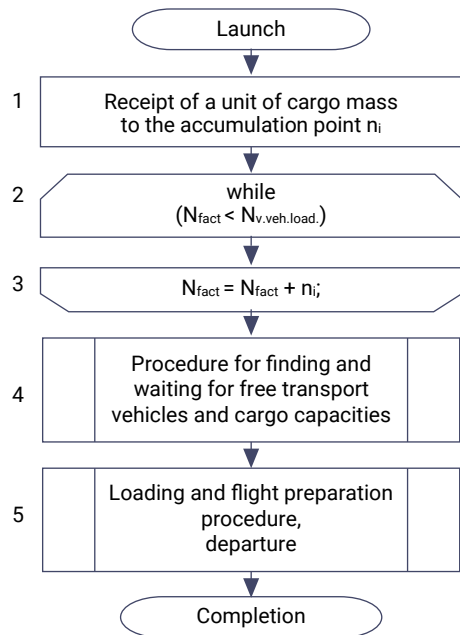 Launch
1
Receipt of a unit of cargo mass
to the accumulation point nᵢ
2
while
(N_fact < N_v.veh.load.)
3
N_fact = N_fact + nᵢ;
4
Procedure for finding and
waiting for free transport
vehicles and cargo capacities
5
Loading and flight preparation
procedure,
departure
Completion